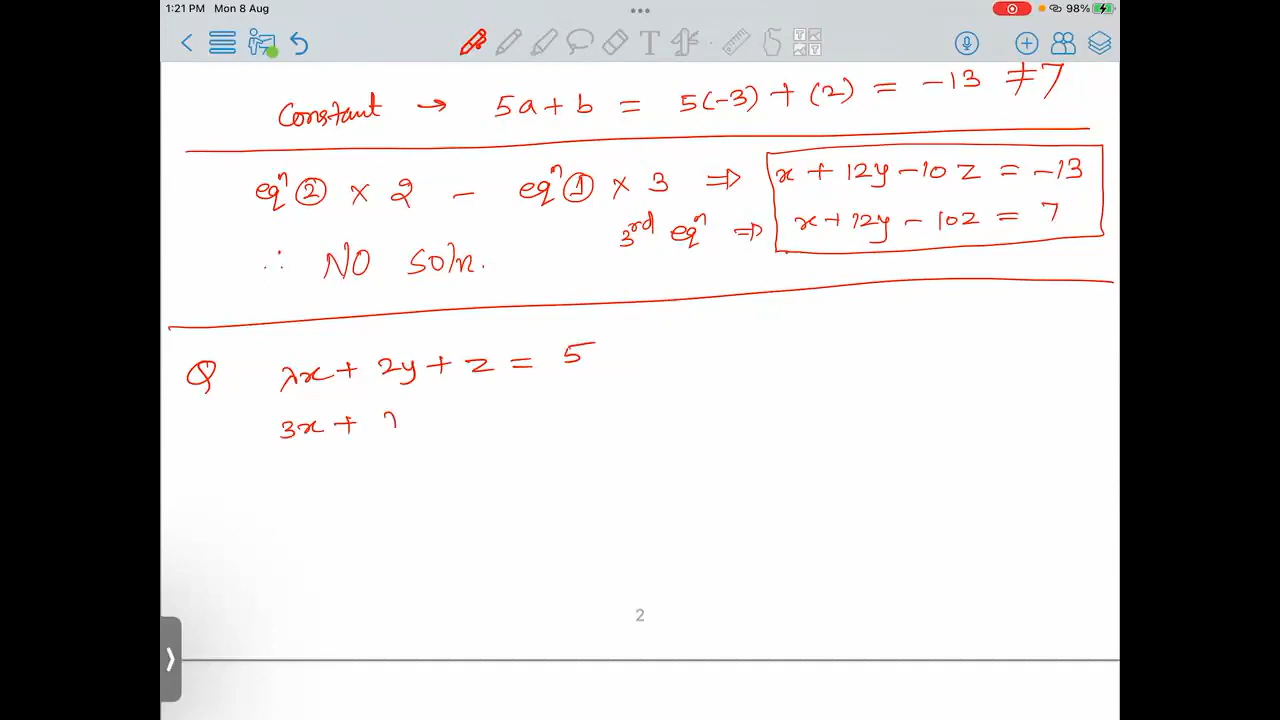 1:21 PM Mon 8 Aug
98%
Constant → 5a + b = 5(-3) + (2) = -13 ≠ 7
eqⁿ ② × 2 - eqⁿ ① × 3 ⇒ x + 12y - 10z = -13
3rd eqⁿ ⇒ x + 12y - 10z = 7
∴ NO Soln.
Q λx + 2y + z = 5
3x +
2